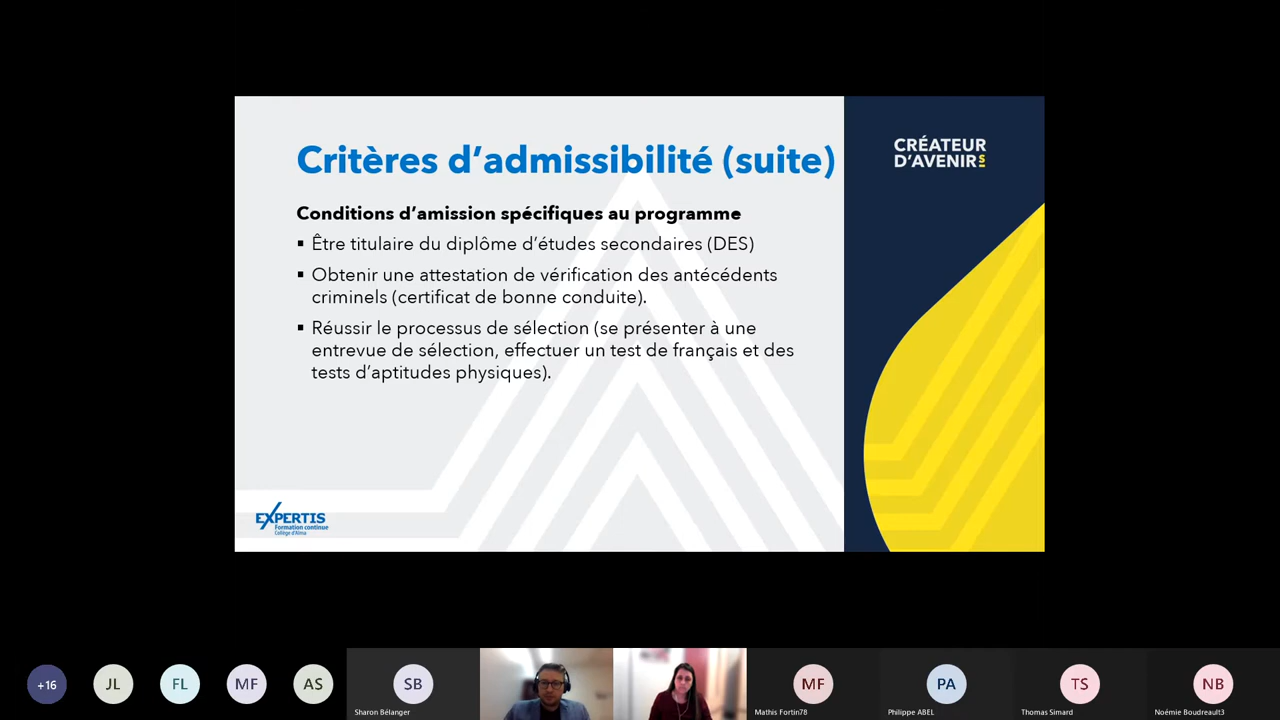 Critères d'admissibilité (suite)
CRÉATEUR
D'AVENIRS
Conditions d'amission spécifiques au programme
▪ Être titulaire du diplôme d'études secondaires (DES)
▪ Obtenir une attestation de vérification des antécédents
criminels (certificat de bonne conduite).
▪ Réussir le processus de sélection (se présenter à une
entrevue de sélection, effectuer un test de français et des
tests d'aptitudes physiques).
EXPERTIS
Formation continue
Collège d'Alma
+16
JL
FL
MF
AS
SB
Sharon Bélanger
MF
Mathis Fortin78
PA
Philippe ABEL
TS
Thomas Simard
NB
Noémie Boudreault3